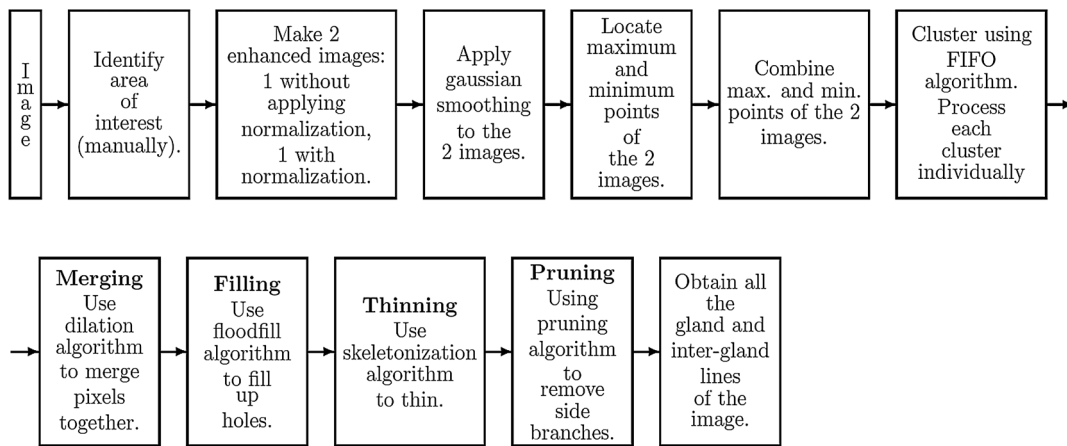 I
m
a
g
e
Identify
area
of
interest
(manually).
Make 2
enhanced images:
1 without
applying
normalization,
1 with
normalization.
Apply
gaussian
smoothing
to the
2 images.
Locate
maximum
and
minimum
points
of
the 2
images.
Combine
max. and min.
points of the 2
images.
Cluster using
FIFO
algorithm.
Process
each
cluster
individually
Merging
Use
dilation
algorithm
to merge
pixels
together.
Filling
Use
floodfill
algorithm
to fill
up
holes.
Thinning
Use
skeletonization
algorithm
to thin.
Pruning
Using
pruning
algorithm
to
remove
side
branches.
Obtain all
the
gland and
inter-gland
lines
of the
image.